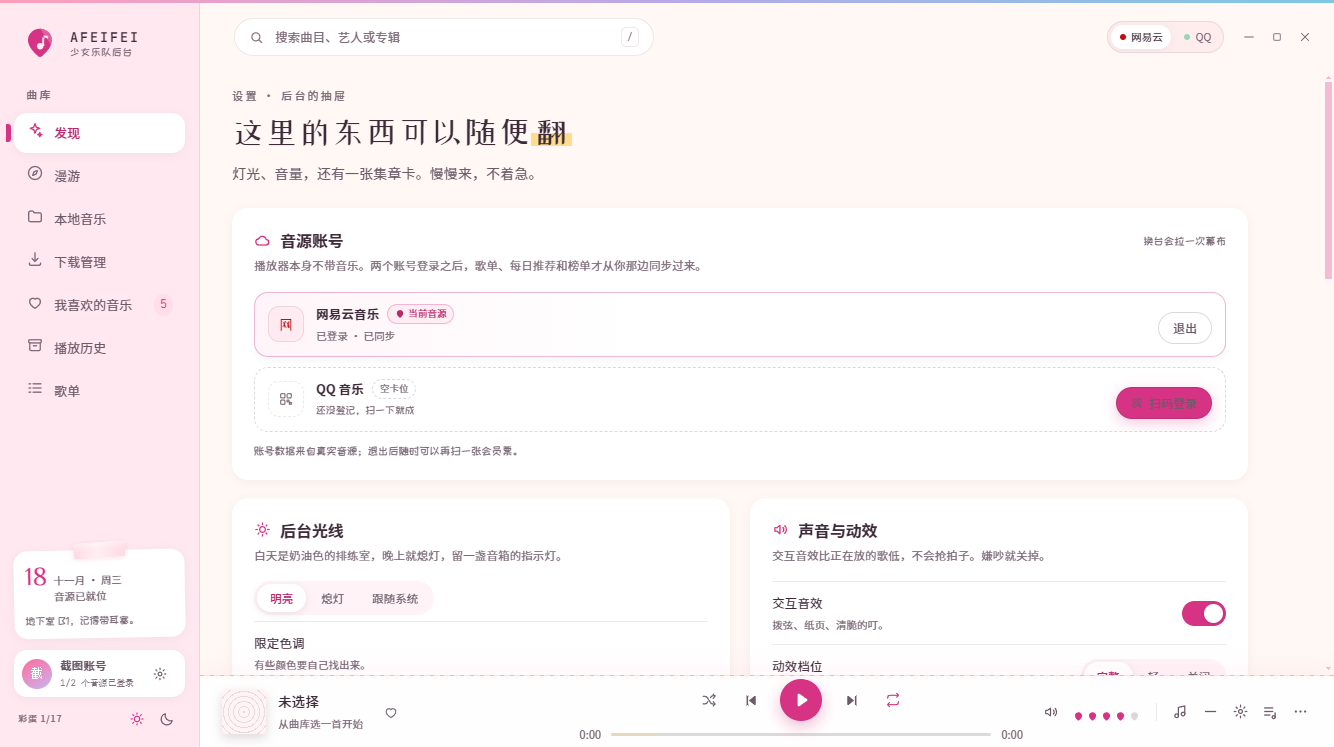 AFEIFEI
少女乐队后台
搜索曲目、艺人或专辑
/
网易云
QQ
曲库
发现
漫游
本地音乐
下载管理
我喜欢的音乐
5
播放历史
歌单
18
十一月 · 周三
音源已就位
地下室 B1，记得带耳塞。
截
截图账号
1/2 个音源已登录
彩蛋 1/17
设置 · 后台的抽屉
这里的东西可以随便翻
灯光、音量，还有一张集章卡。慢慢来，不着急。
音源账号
换台会拉一次幕布
播放器本身不带音乐。两个账号登录之后，歌单、每日推荐和榜单才从你那边同步过来。
网
网易云音乐
当前音源
已登录 · 已同步
退出
QQ 音乐
空卡位
还没登记，扫一下就成
扫码登录
账号数据来自真实音源；退出后随时可以再扫一张会员票。
后台光线
白天是奶油色的排练室，晚上就熄灯，留一盏音箱的指示灯。
明亮
熄灯
跟随系统
限定色调
有些颜色要自己找出来。
声音与动效
交互音效比正在放的歌低，不会抢拍子。嫌吵就关掉。
交互音效
拨弦、纸页、清脆的叮。
动效档位
完整
轻
关闭
未选择
从曲库选一首开始
0:00
0:00